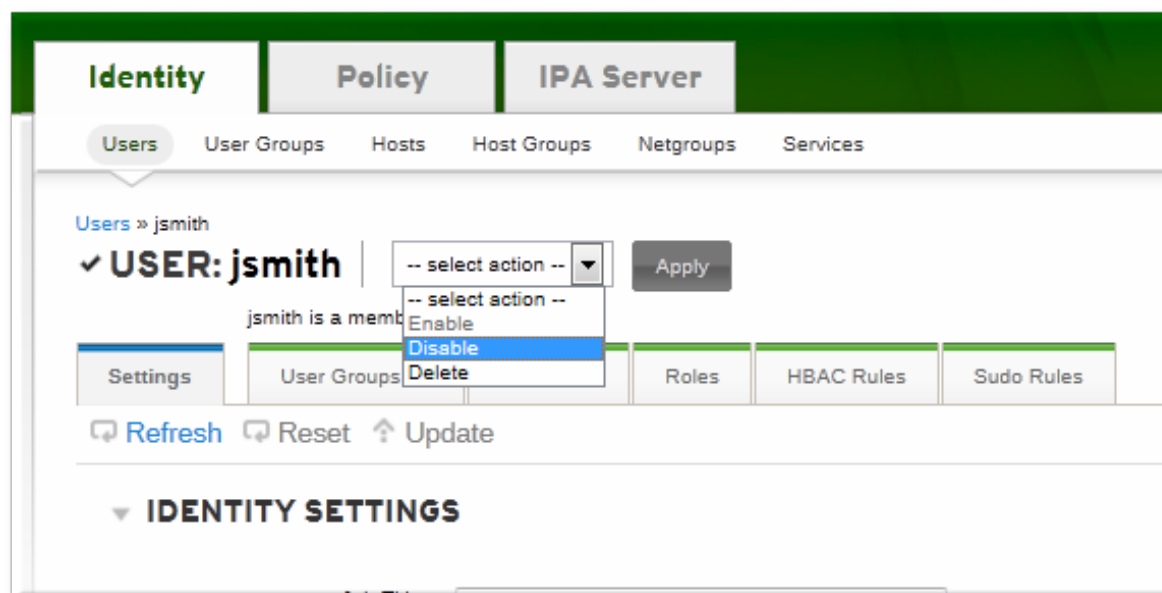 Identity Policy IPA Server
Users User Groups Hosts Host Groups Netgroups Services
Users » jsmith
USER: jsmith -- select action -- Apply
-- select action --
jsmith is a
Enable
Disable
Delete
Settings User Groups Roles HBAC Rules Sudo Rules
Refresh Reset Update
IDENTITY SETTINGS